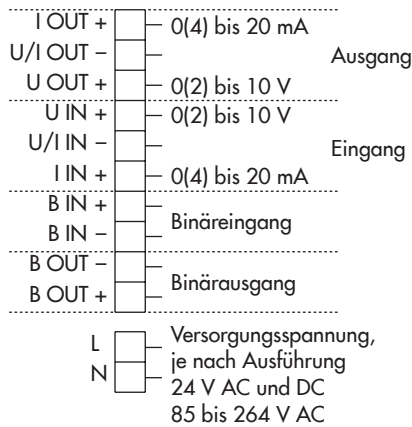 I OUT + 0(4) bis 20 mA
U/I OUT – Ausgang
U OUT + 0(2) bis 10 V
U IN + 0(2) bis 10 V
U/I IN – Eingang
I IN + 0(4) bis 20 mA
B IN +
Binäreingang
B IN –
B OUT –
Binärausgang
B OUT +
L Versorgungsspannung,
je nach Ausführung
N 24 V AC und DC
85 bis 264 V AC